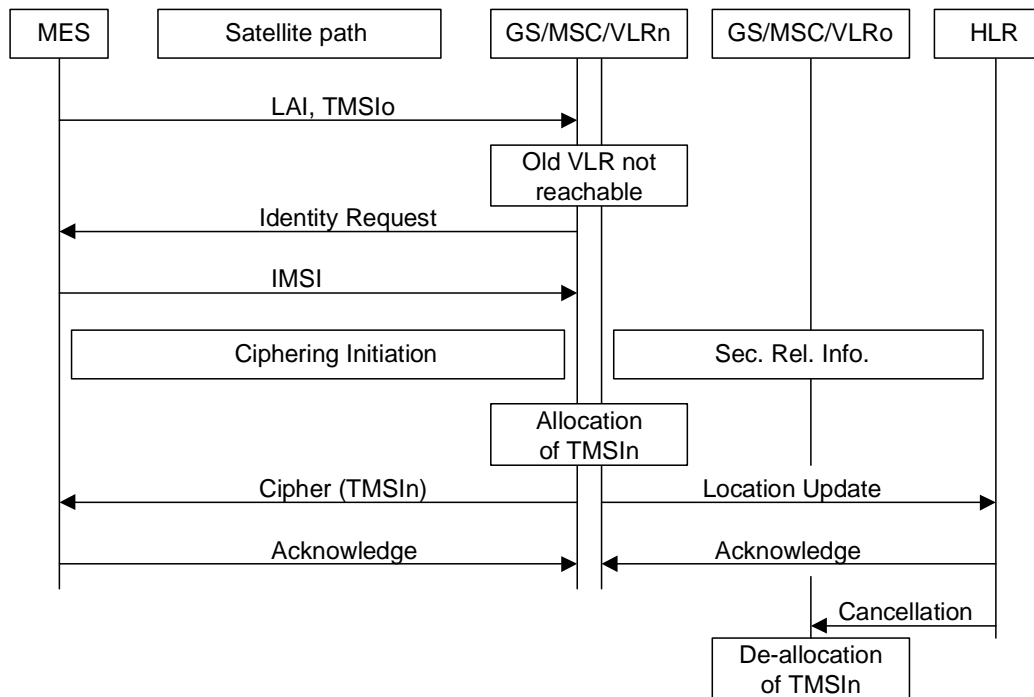 MES
Satellite path
GS/MSC/VLRn
GS/MSC/VLRo
HLR
LAI, TMSIo
Old VLR not
reachable
Identity Request
IMSI
Ciphering Initiation
Sec. Rel. Info.
Allocation
of TMSIn
Cipher (TMSIn)
Location Update
Acknowledge
Acknowledge
Cancellation
De-allocation
of TMSIn